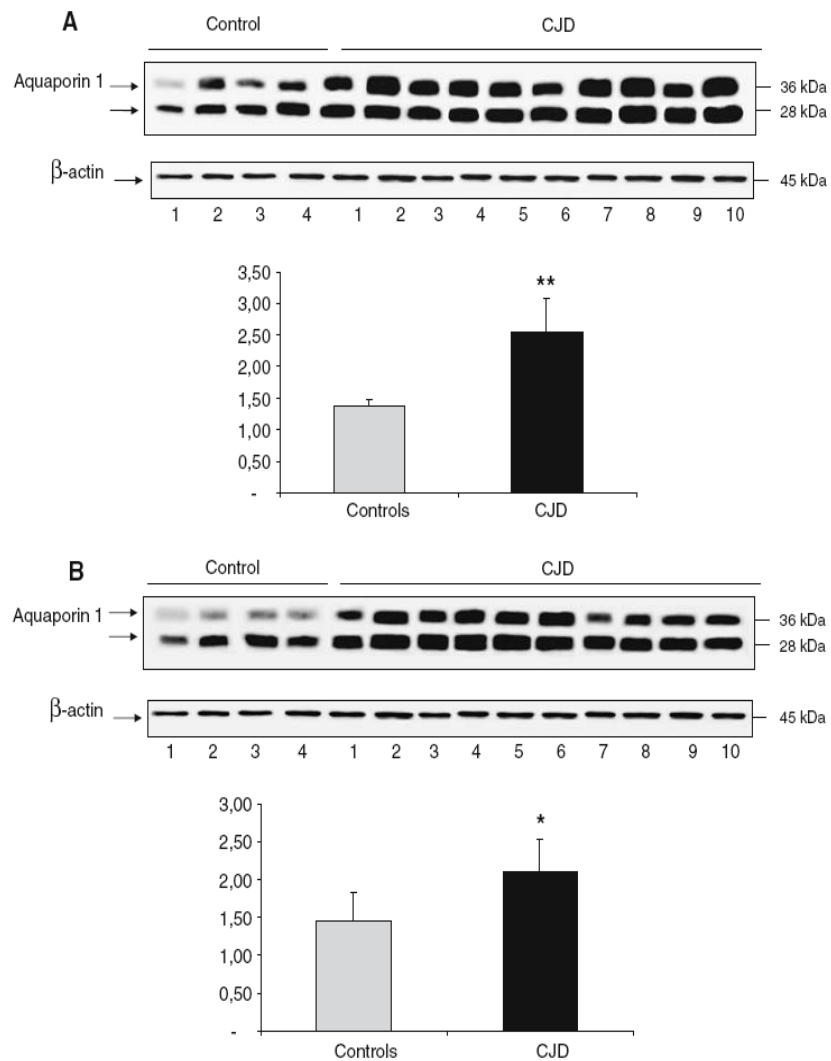 A
Control CJD
Aquaporin 1 36 kDa
28 kDa
β-actin 45 kDa
1 2 3 4 1 2 3 4 5 6 7 8 9 10
3,50
3,00
2,50
2,00
1,50
1,00
0,50
-
**
Controls CJD
B
Control CJD
Aquaporin 1 36 kDa
28 kDa
β-actin 45 kDa
1 2 3 4 1 2 3 4 5 6 7 8 9 10
3,00
2,50
2,00
1,50
1,00
0,50
-
*
Controls CJD